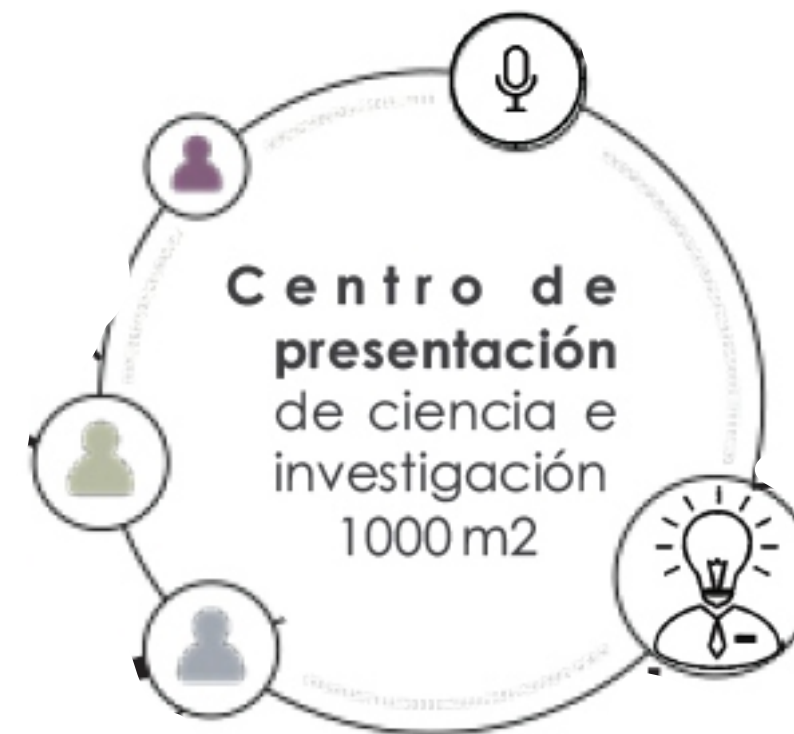 Centro de
presentación
de ciencia e
investigación
1000 m2